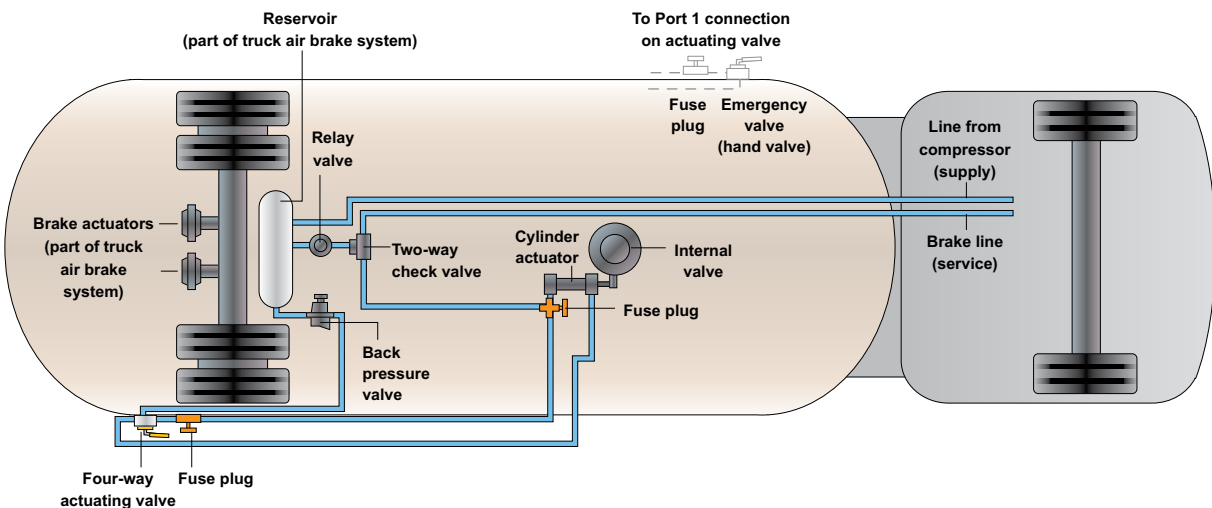 Reservoir
(part of truck air brake system)
To Port 1 connection
on actuating valve
Fuse
plug
Emergency
valve
(hand valve)
Relay
valve
Line from
compressor
(supply)
Brake actuators
(part of truck
air brake
system)
Two-way
check valve
Cylinder
actuator
Internal
valve
Brake line
(service)
Fuse plug
Back
pressure
valve
Four-way
actuating valve
Fuse plug